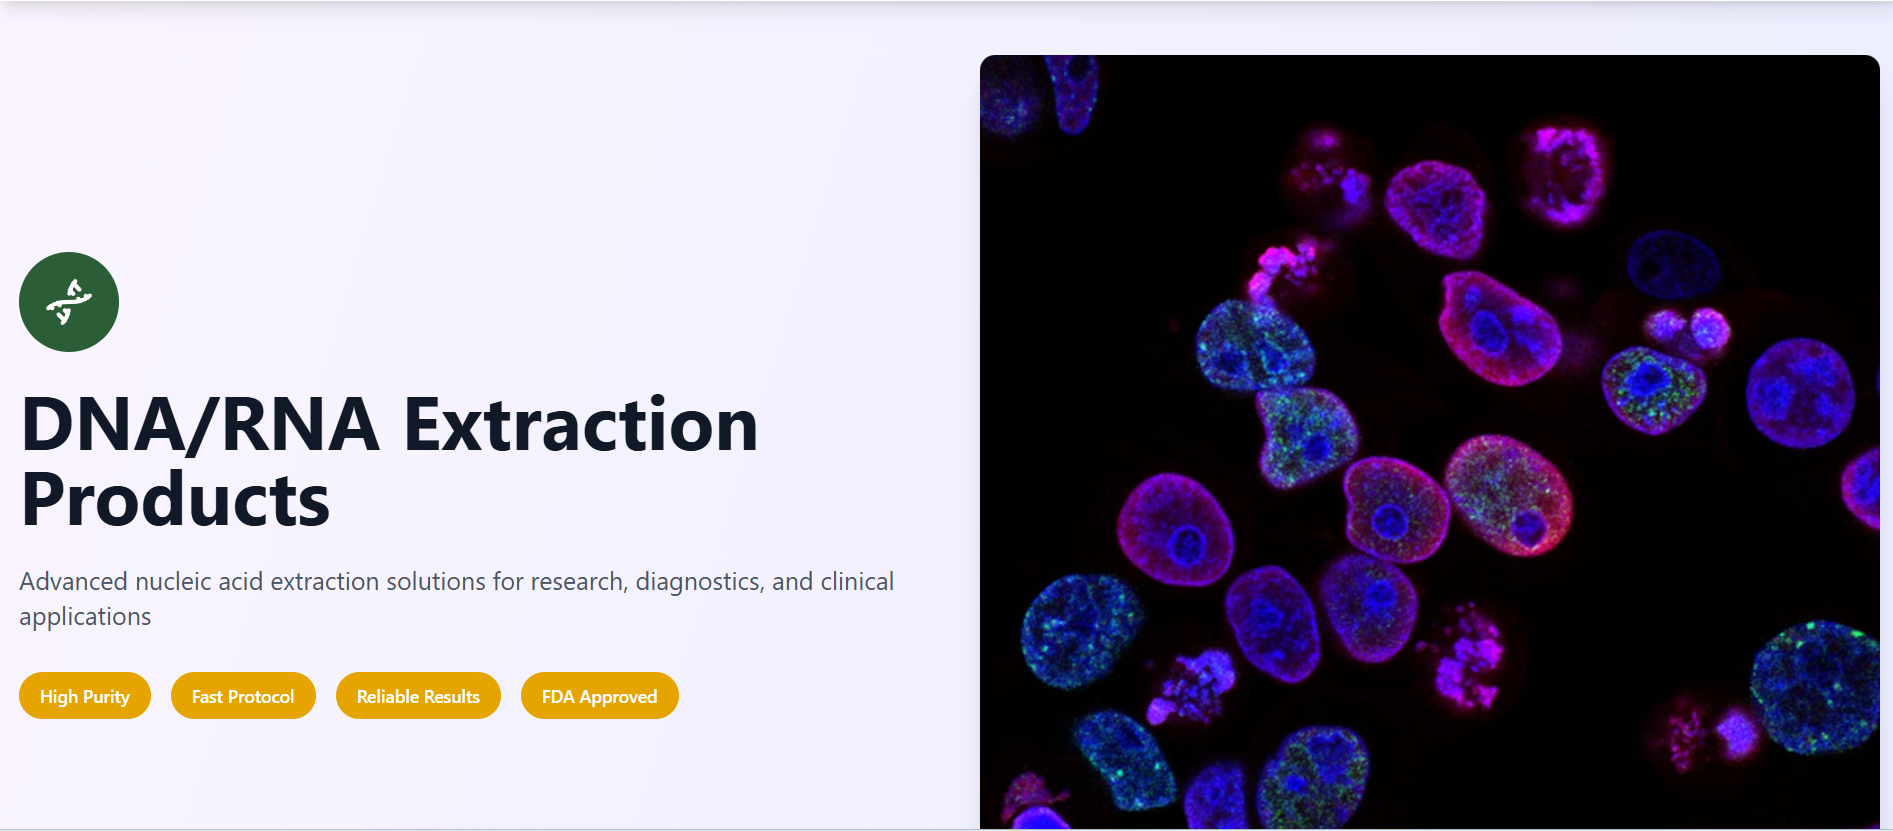 DNA/RNA Extraction
Products
Advanced nucleic acid extraction solutions for research, diagnostics, and clinical
applications
High Purity
Fast Protocol
Reliable Results
FDA Approved